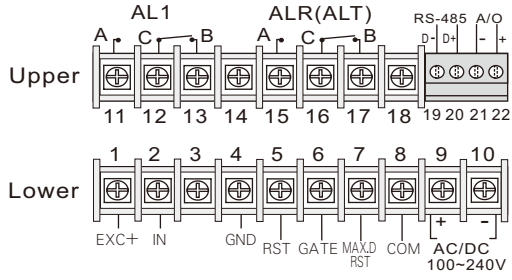 AL1 ALR(ALT) RS-485 A/O
A C B A C B D- D+ - +
Upper
11 12 13 14 15 16 17 18 19 20 21 22
1 2 3 4 5 6 7 8 9 10
Lower
EXC+ IN GND RST GATE MAX.D RST COM + -
AC/DC
100~240V